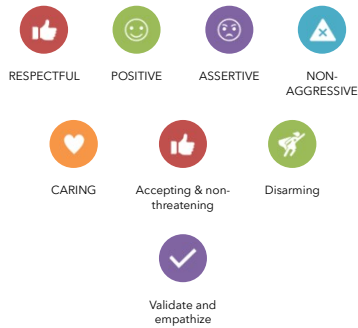 RESPECTFUL
POSITIVE
ASSERTIVE
NON-
AGGRESSIVE
CARING
Accepting & non-
threatening
Disarming
Validate and
empathize